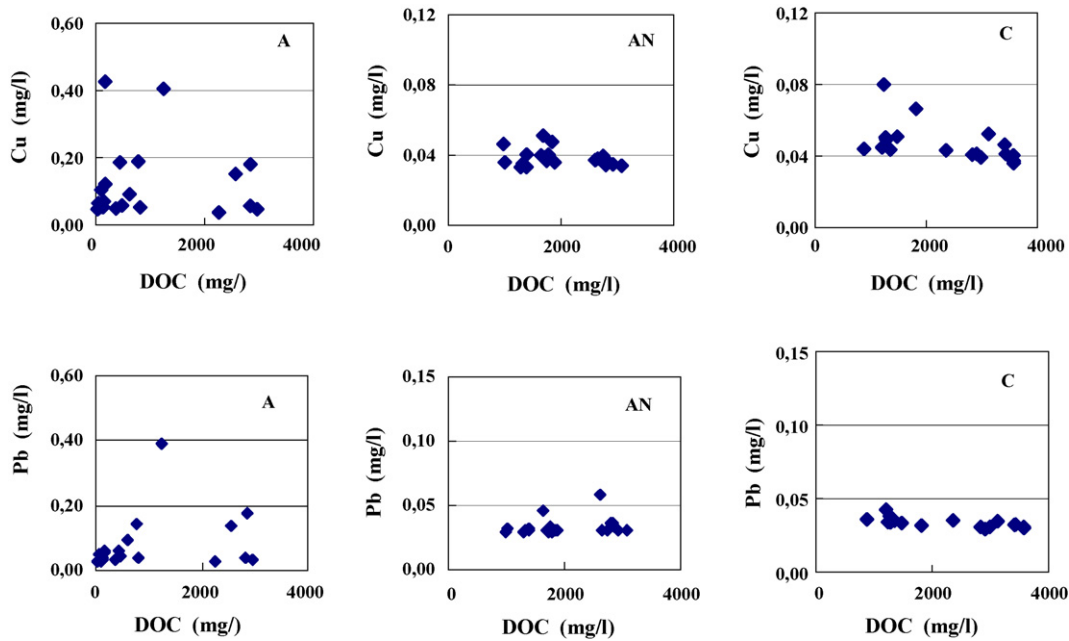 0,60
0,40
0,20
0,00
Cu (mg/l)
A
0 2000 4000
DOC (mg/)
0,12
0,08
0,04
0,00
Cu (mg/l)
AN
0 2000 4000
DOC (mg/l)
0,12
0,08
0,04
0,00
Cu (mg/l)
C
0 2000 4000
DOC (mg/l)
0,60
0,40
0,20
0,00
Pb (mg/l)
A
0 2000 4000
DOC (mg/)
0,15
0,10
0,05
0,00
Pb (mg/l)
AN
0 2000 4000
DOC (mg/l)
0,15
0,10
0,05
0,00
Pb (mg/l)
C
0 2000 4000
DOC (mg/l)